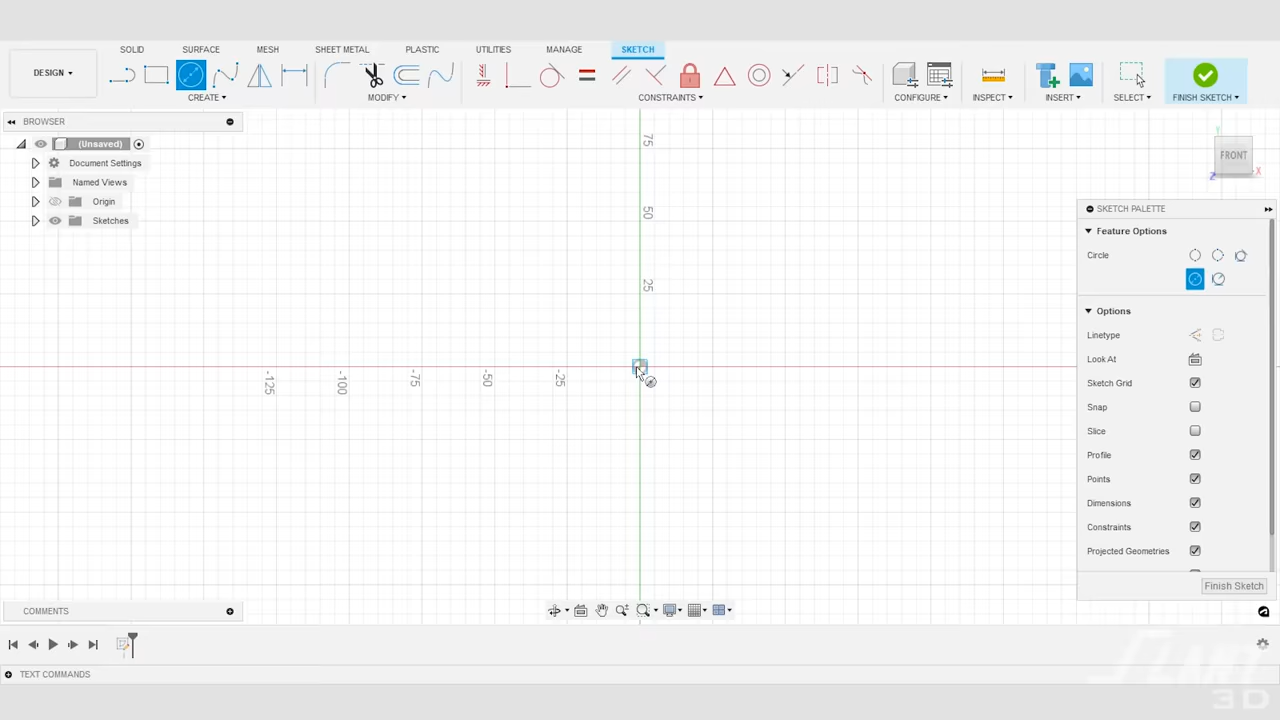 SOLID SURFACE MESH SHEET METAL PLASTIC UTILITIES MANAGE SKETCH
DESIGN
CREATE MODIFY CONSTRAINTS CONFIGURE INSPECT INSERT SELECT FINISH SKETCH
BROWSER
(Unsaved)
Document Settings
Named Views
Origin
Sketches
75
50
25
-125 -100 -75 -50 -25
FRONT
Y
X
Z
SKETCH PALETTE
Feature Options
Circle
Options
Linetype
Look At
Sketch Grid
Snap
Slice
Profile
Points
Dimensions
Constraints
Projected Geometries
Finish Sketch
COMMENTS
TEXT COMMANDS
SLANT
3D